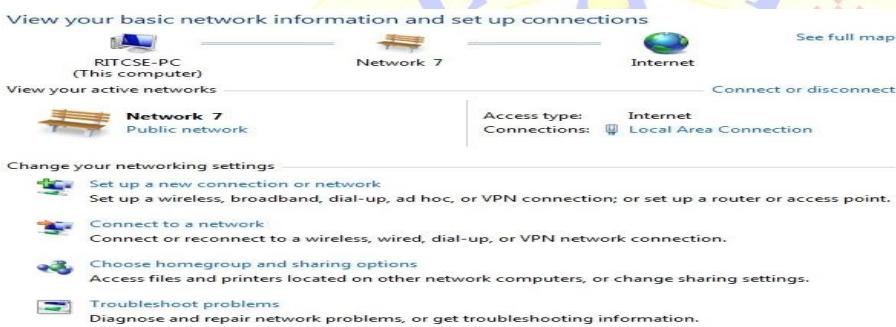 View your basic network information and set up connections
See full map
RITCSE-PC
(This computer)
Network 7
Internet
View your active networks
Connect or disconnect
Network 7
Public network
Access type: Internet
Connections: Local Area Connection
Change your networking settings
Set up a new connection or network
Set up a wireless, broadband, dial-up, ad hoc, or VPN connection; or set up a router or access point.
Connect to a network
Connect or reconnect to a wireless, wired, dial-up, or VPN network connection.
Choose homegroup and sharing options
Access files and printers located on other network computers, or change sharing settings.
Troubleshoot problems
Diagnose and repair network problems, or get troubleshooting information.